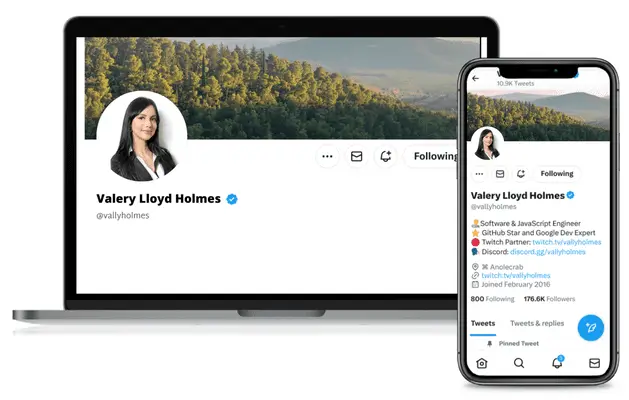 Following
Valery Lloyd Holmes
@vallyholmes
10.9K Tweets
Following
Valery Lloyd Holmes
@vallyholmes
Software & JavaScript Engineer
GitHub Star and Google Dev Expert
Twitch Partner: twitch.tv/vallyholmes
Discord: discord.gg/vallyholmes
⌘ Anolecrab
twitch.tv/vallyholmes
Joined February 2016
800 Following 176.6K Followers
Tweets Tweets & replies
Pinned Tweet